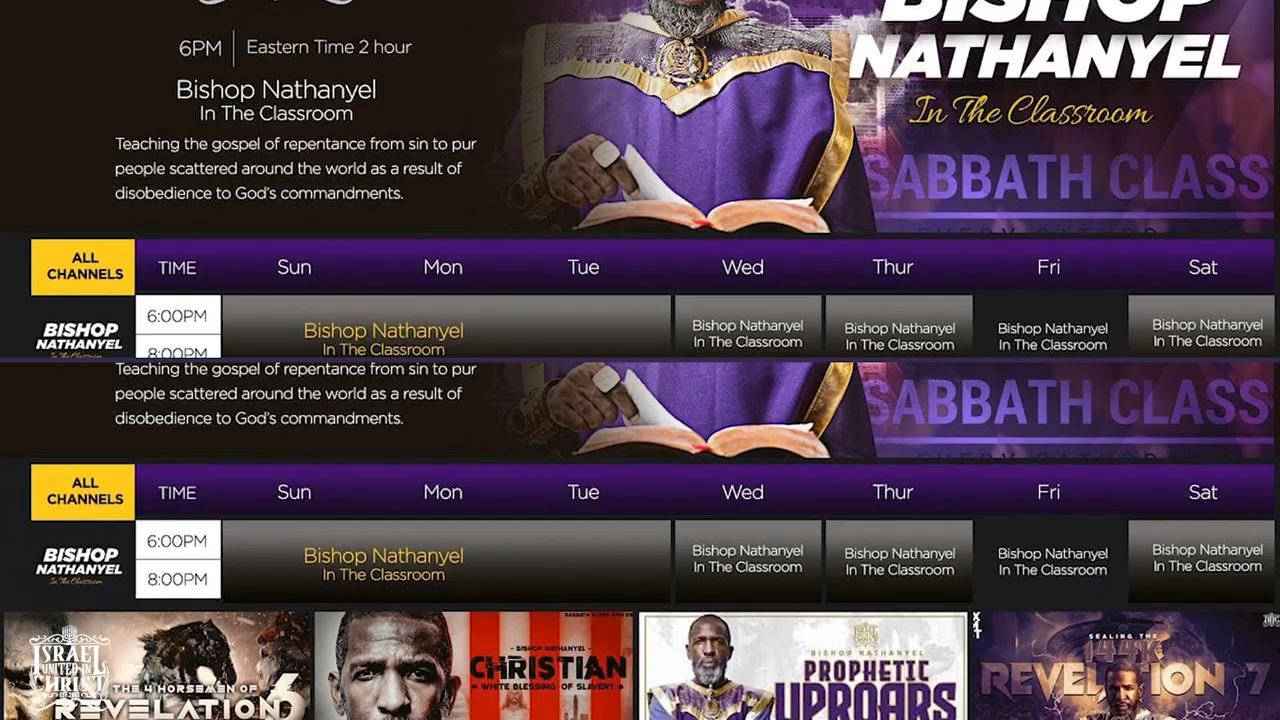 BISHOP
NATHANYEL
In The Classroom
6PM | Eastern Time 2 hour
Bishop Nathanyel
In The Classroom
Teaching the gospel of repentance from sin to pur
people scattered around the world as a result of
disobedience to God's commandments.
SABBATH CLASS
ALL
CHANNELS
TIME Sun Mon Tue Wed Thur Fri Sat
BISHOP
NATHANYEL
In The Classroom
6:00PM
8:00PM
Bishop Nathanyel
In The Classroom
Bishop Nathanyel
In The Classroom
Bishop Nathanyel
In The Classroom
Bishop Nathanyel
In The Classroom
Bishop Nathanyel
In The Classroom
Teaching the gospel of repentance from sin to pur
people scattered around the world as a result of
disobedience to God's commandments.
SABBATH CLASS
ALL
CHANNELS
TIME Sun Mon Tue Wed Thur Fri Sat
BISHOP
NATHANYEL
In The Classroom
6:00PM
8:00PM
Bishop Nathanyel
In The Classroom
Bishop Nathanyel
In The Classroom
Bishop Nathanyel
In The Classroom
Bishop Nathanyel
In The Classroom
Bishop Nathanyel
In The Classroom
ISRAEL
UNITED IN
CHRIST
THE 4 HORSEMEN OF
REVELATION
- BISHOP NATHANYEL -
CHRISTIAN
WHITE BLESSING OF SLAVERY
BISHOP NATHANYEL
PROPHETIC
UPROARS
SEALING THE
144K
REVELATION 7